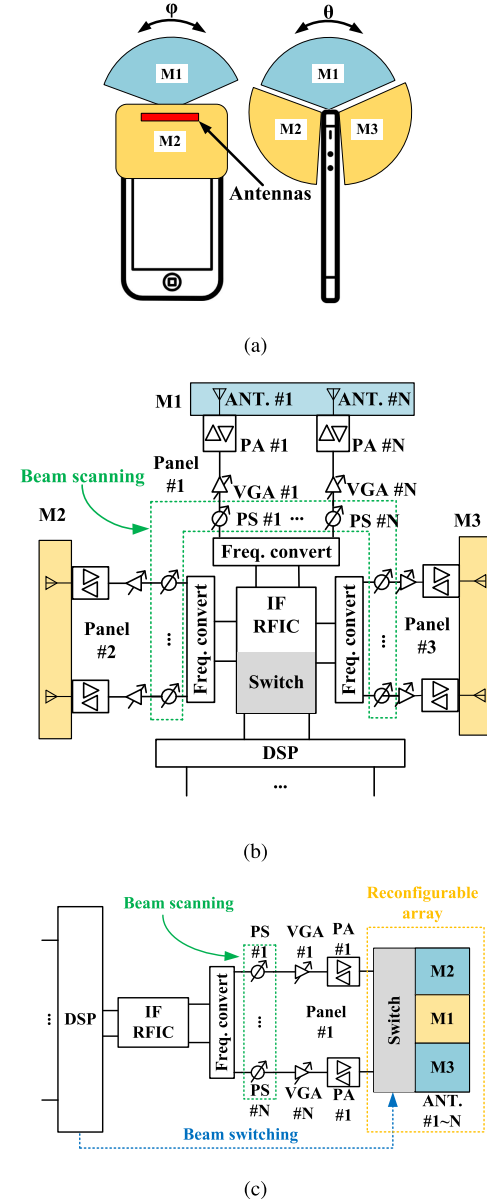 φ
θ
M1
M1
M2
M2
M3
Antennas
(a)
M1
ANT. #1
ANT. #N
PA #1
PA #N
Panel
#1
VGA #1
VGA #N
Beam scanning
PS #1
...
PS #N
M2
M3
Freq. convert
IF
RFIC
Freq. convert
Freq. convert
Panel
#2
Panel
#3
...
...
Switch
DSP
...
(b)
Reconfigurable
array
Beam scanning
PS
#1
VGA
#1
PA
#1
...
DSP
IF
RFIC
Freq. convert
...
Panel
#1
Switch
M2
M1
M3
PS
#N
VGA
#N
PA
#1
ANT.
#1~N
Beam switching
(c)